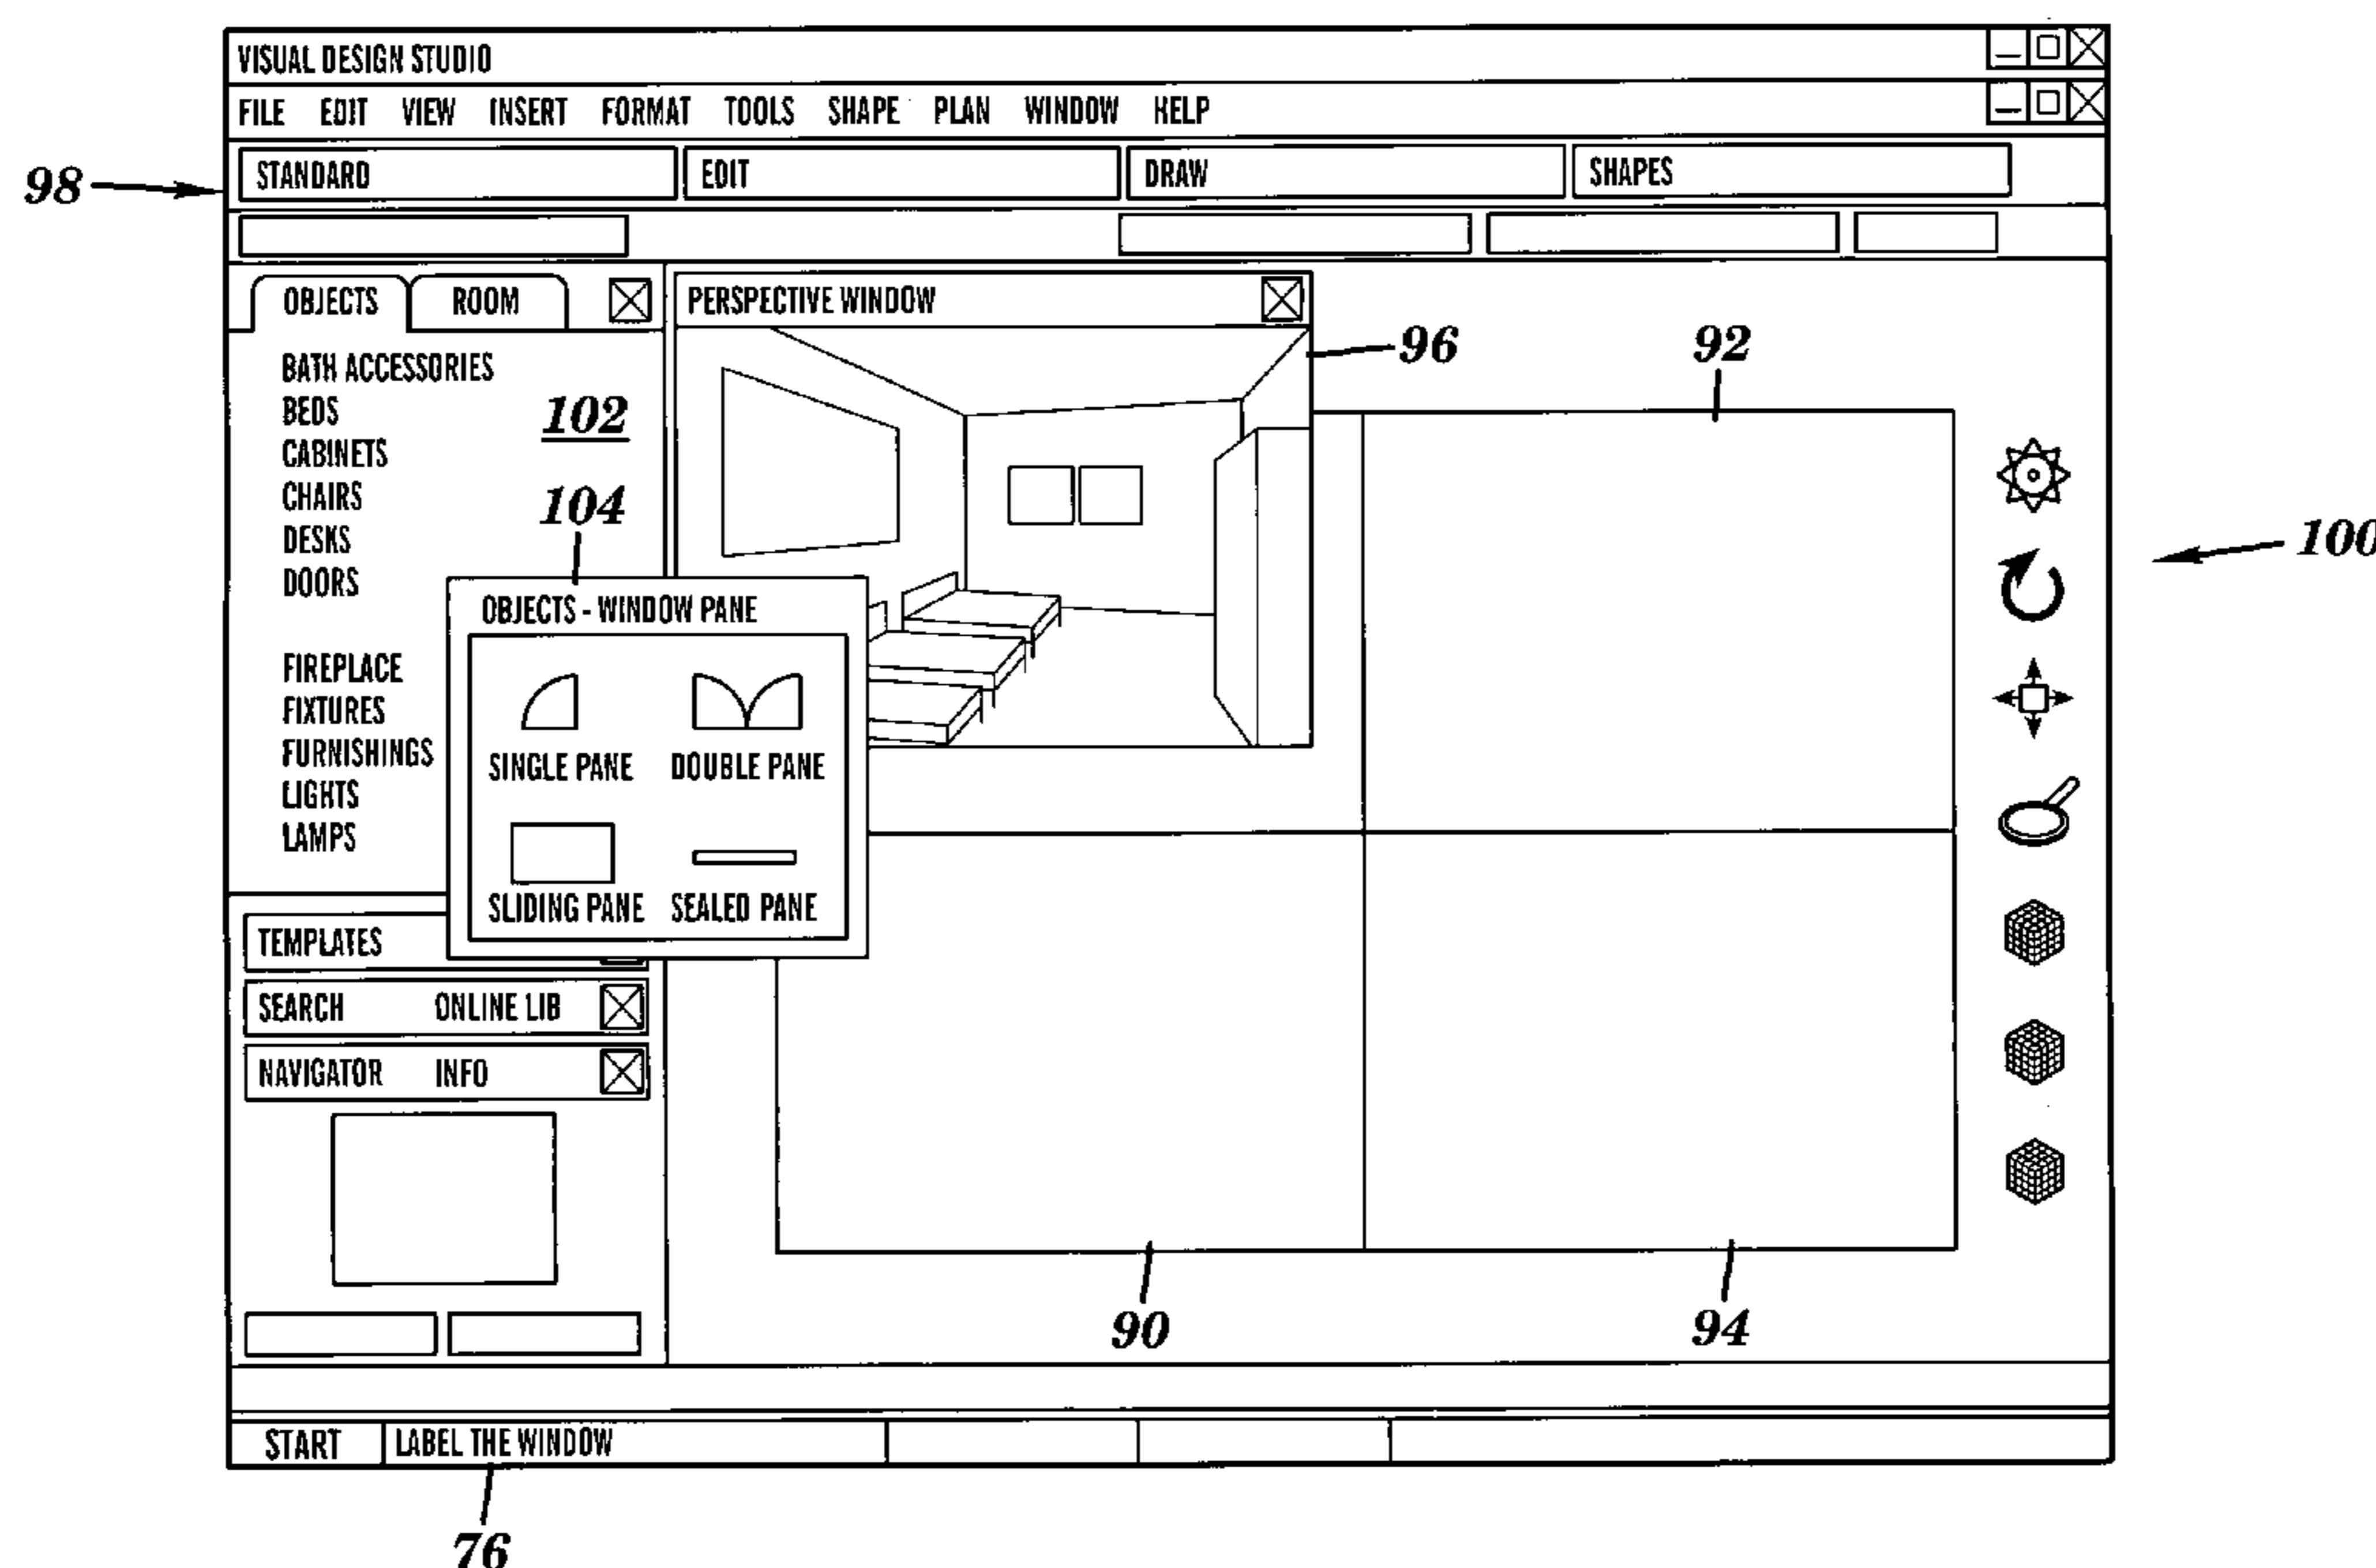 VISUAL DESIGN STUDIO
FILE EDIT VIEW INSERT FORMAT TOOLS SHAPE PLAN WINDOW HELP
98
STANDARD EDIT DRAW SHAPES
OBJECTS ROOM
PERSPECTIVE WINDOW
96
92
BATH ACCESSORIES
BEDS
102
CABINETS
CHAIRS
104
DESKS
100
DOORS
OBJECTS - WINDOW PANE
FIREPLACE
FIXTURES
FURNISHINGS
LIGHTS
LAMPS
SINGLE PANE DOUBLE PANE
SLIDING PANE SEALED PANE
TEMPLATES
SEARCH ONLINE LIB
NAVIGATOR INFO
90
94
START LABEL THE WINDOW
76